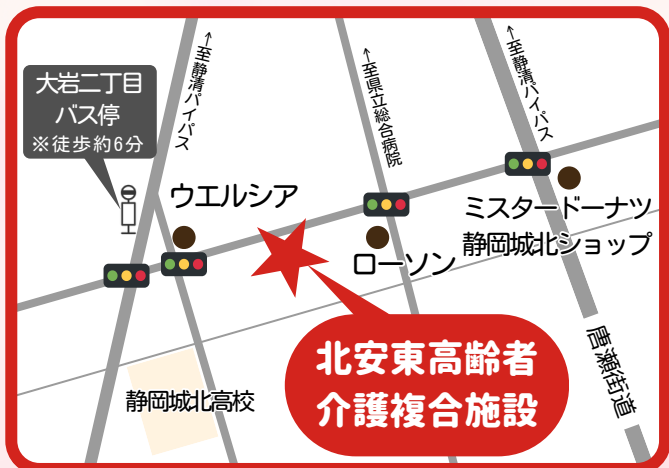 大岩二丁目
バス停
※徒歩約6分
↑至静清バイパス
↑至県立総合病院
↑至静清バイパス
ウエルシア
ローソン
ミスタードーナツ
静岡城北ショップ
北安東高齢者
介護複合施設
唐瀬街道
静岡城北高校